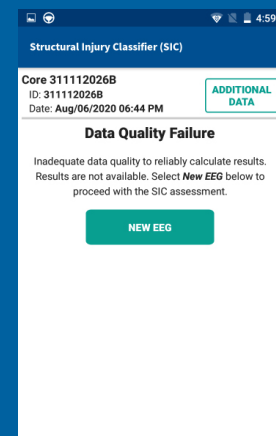 4:59
Structural Injury Classifier (SIC)
Core 311112026B
ID: 311112026B
Date: Aug/06/2020 06:44 PM
ADDITIONAL
DATA
Data Quality Failure
Inadequate data quality to reliably calculate results.
Results are not available. Select New EEG below to
proceed with the SIC assessment.
NEW EEG